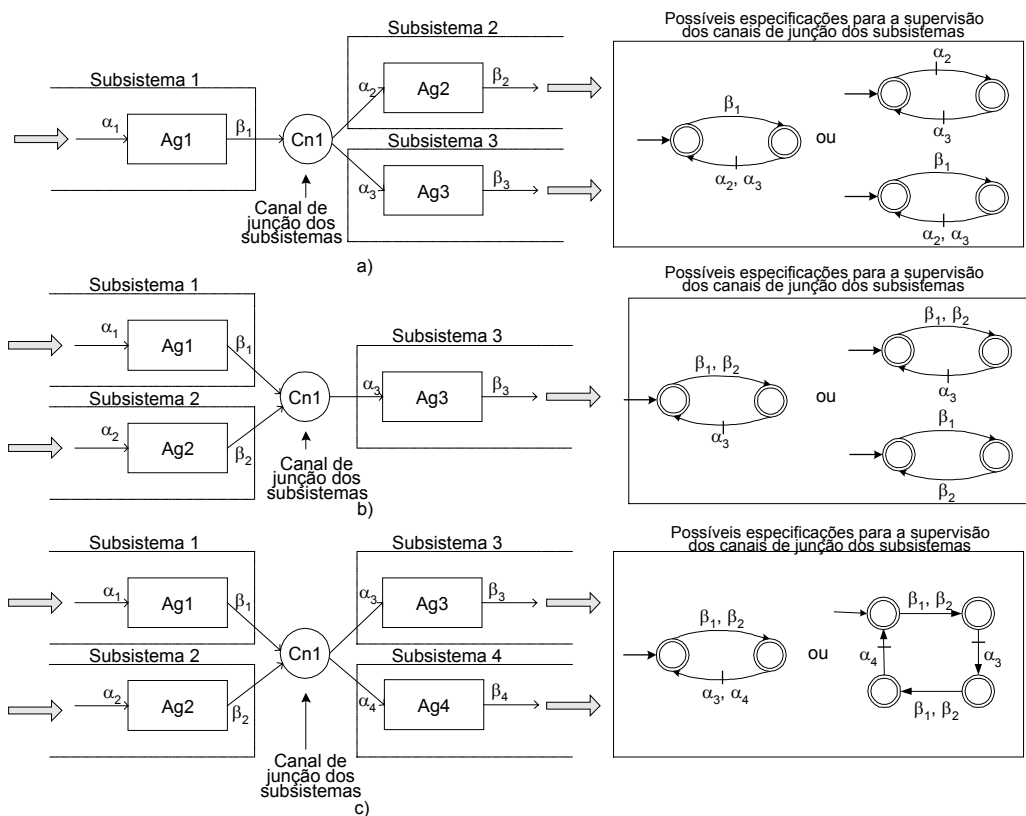 Possíveis especificações para a supervisão
dos canais de junção dos subsistemas
Subsistema 2
Subsistema 1
α1
Ag1
β1
Cn1
α2
Ag2
β2
Subsistema 3
α3
Ag3
β3
Canal de
junção dos
subsistemas
a)
β1
α2, α3
ou
α2
α3
β1
α2, α3
Possíveis especificações para a supervisão
dos canais de junção dos subsistemas
Subsistema 1
α1
Ag1
β1
Subsistema 2
α2
Ag2
β2
Cn1
Subsistema 3
α3
Ag3
β3
Canal de
junção dos
subsistemas
b)
β1, β2
α3
ou
β1, β2
α3
β1
β2
Possíveis especificações para a supervisão
dos canais de junção dos subsistemas
Subsistema 1
α1
Ag1
β1
Subsistema 2
α2
Ag2
β2
Cn1
Subsistema 3
α3
Ag3
β3
Subsistema 4
α4
Ag4
β4
Canal de
junção dos
subsistemas
c)
β1, β2
α3, α4
ou
β1, β2
α4
α3
β1, β2